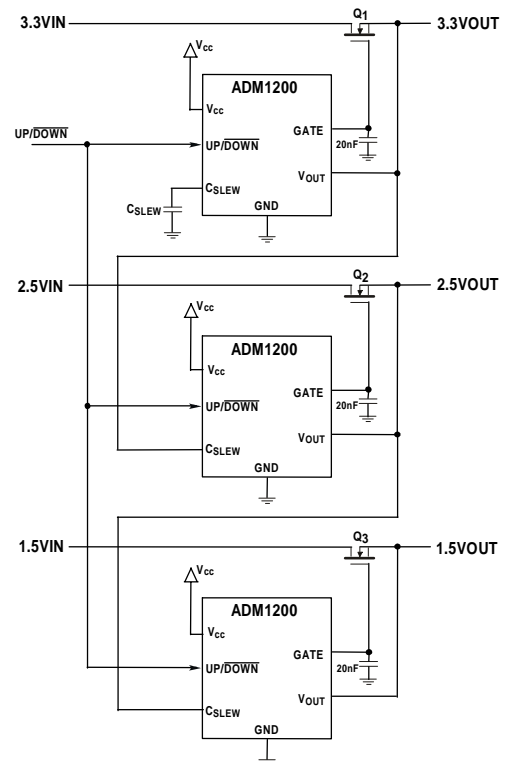 3.3VIN
Q1
3.3VOUT
Vcc
ADM1200
Vcc
GATE
UP/DOWN
UP/DOWN
20nF
CSLEW
VOUT
CSLEW
GND
2.5VIN
Q2
2.5VOUT
Vcc
ADM1200
Vcc
GATE
UP/DOWN
20nF
VOUT
CSLEW
GND
1.5VIN
Q3
1.5VOUT
Vcc
ADM1200
Vcc
GATE
UP/DOWN
20nF
VOUT
CSLEW
GND